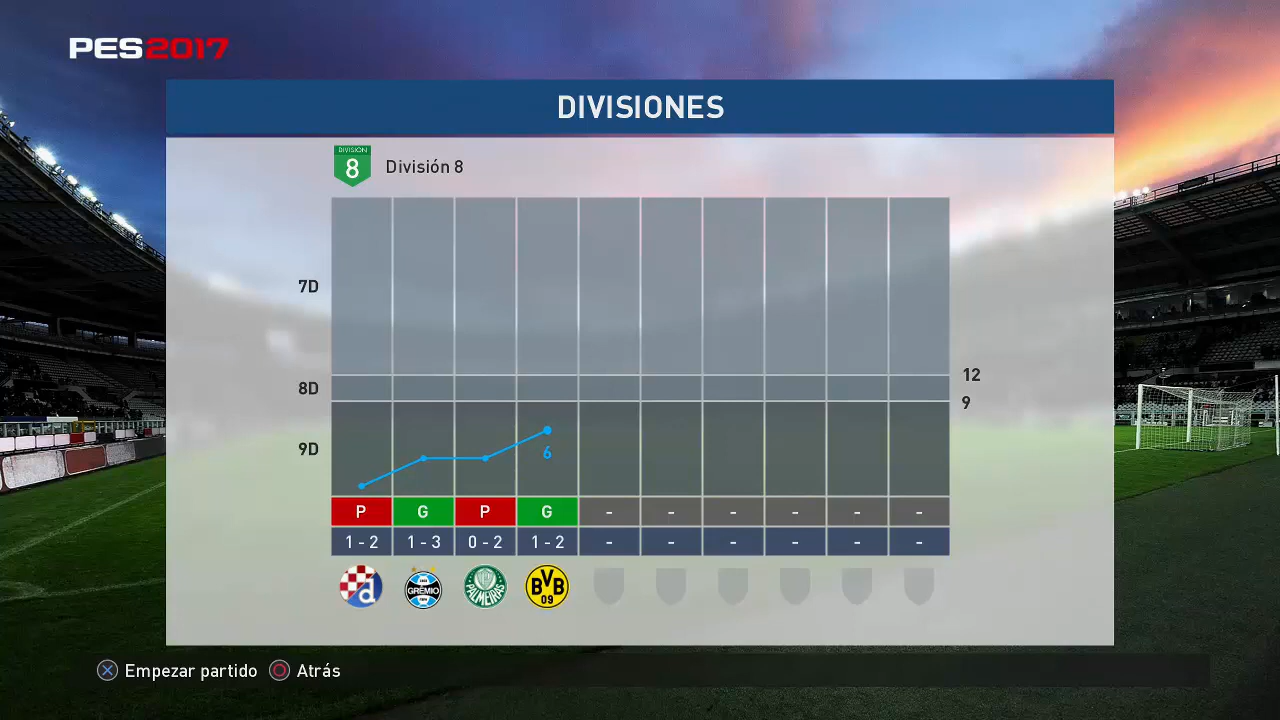 PES2017
DIVISIONES
DIVISIÓN
8
División 8
7D
12
8D
9
9D
6
P G P G - - - - - -
1 - 2 1 - 3 0 - 2 1 - 2 - - - - - -
GRÊMIO
PALMEIRAS
BVB
09
Empezar partido Atrás